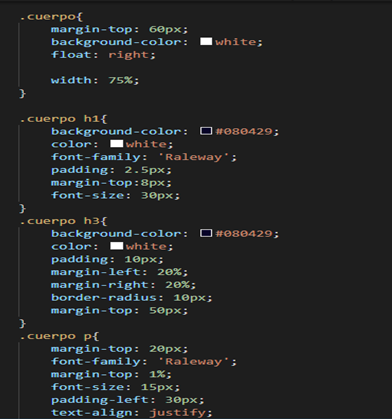 .cuerpo{
margin-top: 60px;
background-color: white;
float: right;
width: 75%;
}
.cuerpo h1{
background-color: #080429;
color: white;
font-family: 'Raleway';
padding: 2.5px;
margin-top:8px;
font-size: 30px;
}
.cuerpo h3{
background-color: #080429;
color: white;
padding: 10px;
margin-left: 20%;
margin-right: 20%;
border-radius: 10px;
margin-top: 50px;
}
.cuerpo p{
margin-top: 20px;
font-family: 'Raleway';
margin-top: 1%;
font-size: 15px;
padding-left: 30px;
text-align: justify;